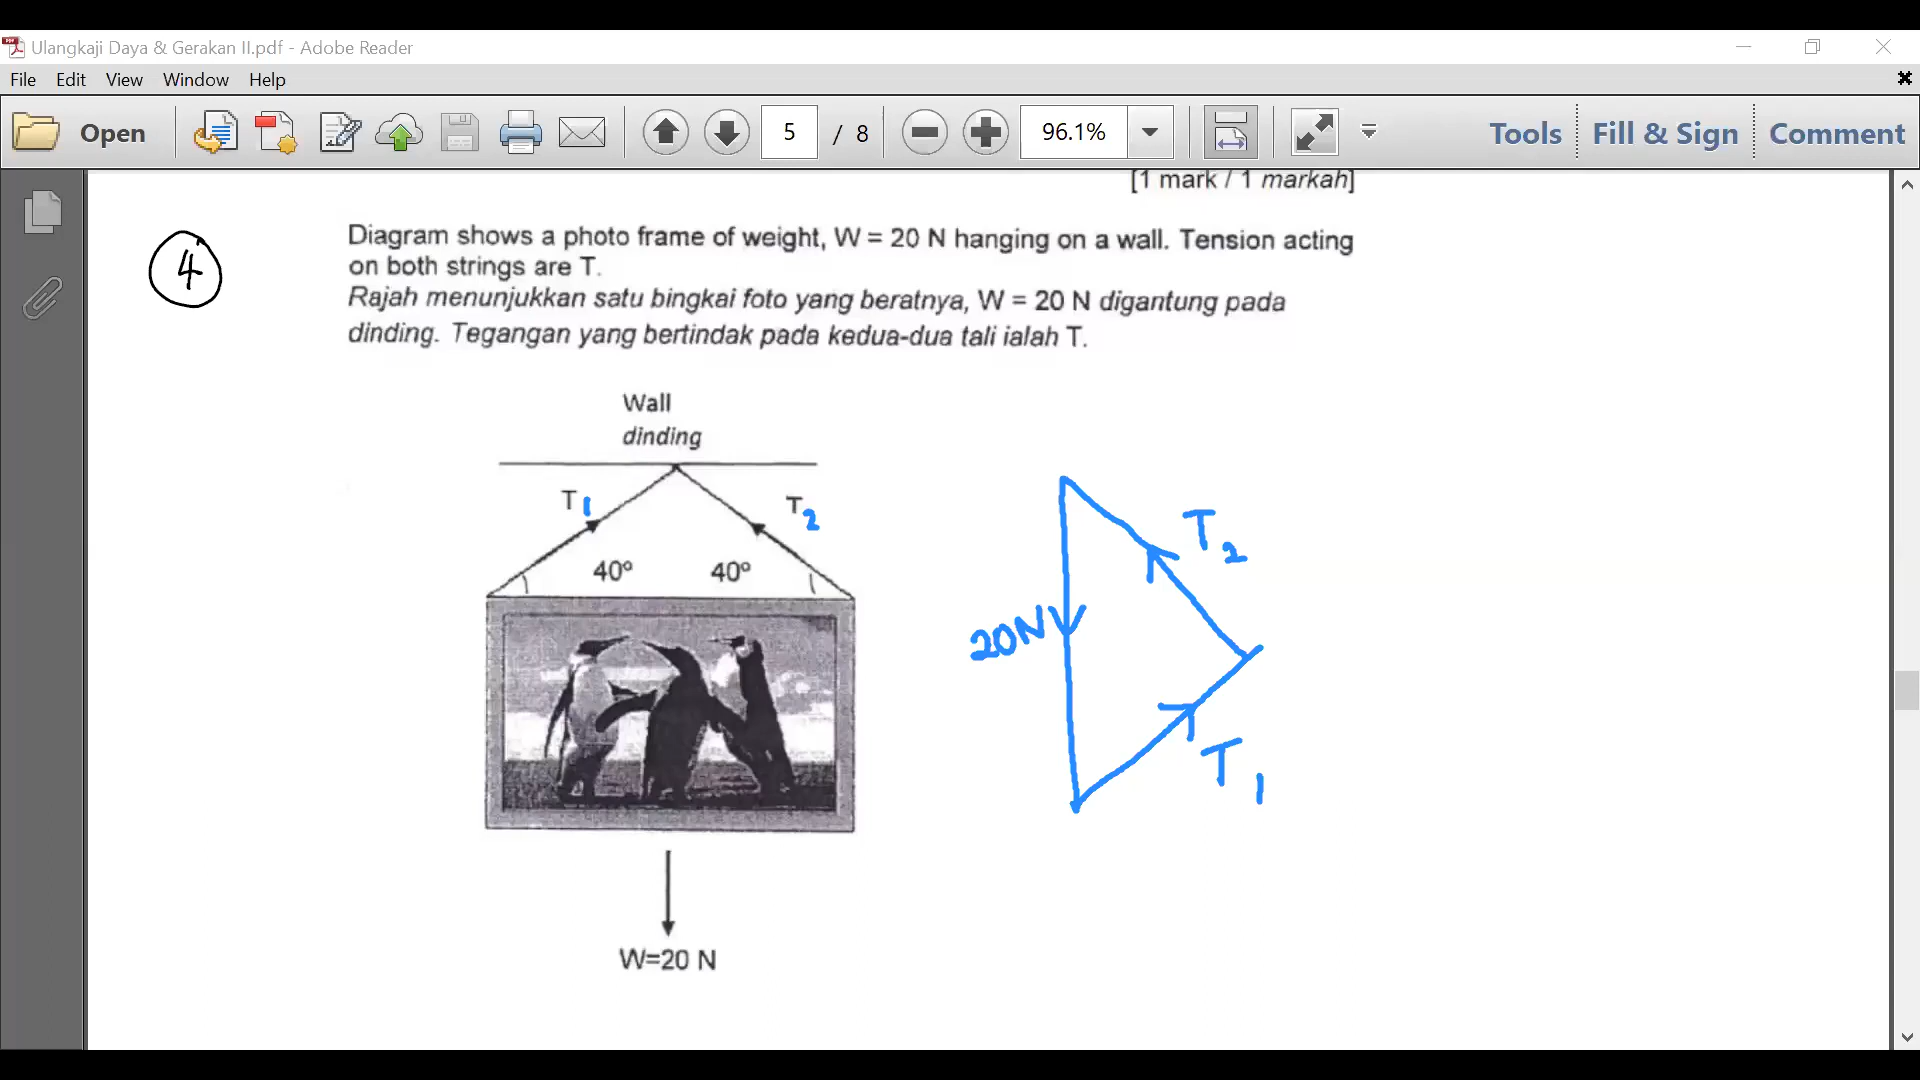 Ulangkaji Daya & Gerakan II.pdf - Adobe Reader
File Edit View Window Help
Open 5 / 8 96.1% Tools Fill & Sign Comment
[1 mark / 1 markah]
4
Diagram shows a photo frame of weight, W = 20 N hanging on a wall. Tension acting
on both strings are T.
Rajah menunjukkan satu bingkai foto yang beratnya, W = 20 N digantung pada
dinding. Tegangan yang bertindak pada kedua-dua tali ialah T.
Wall
dinding
T1 T2
40° 40°
T2
20N
T1
W=20 N